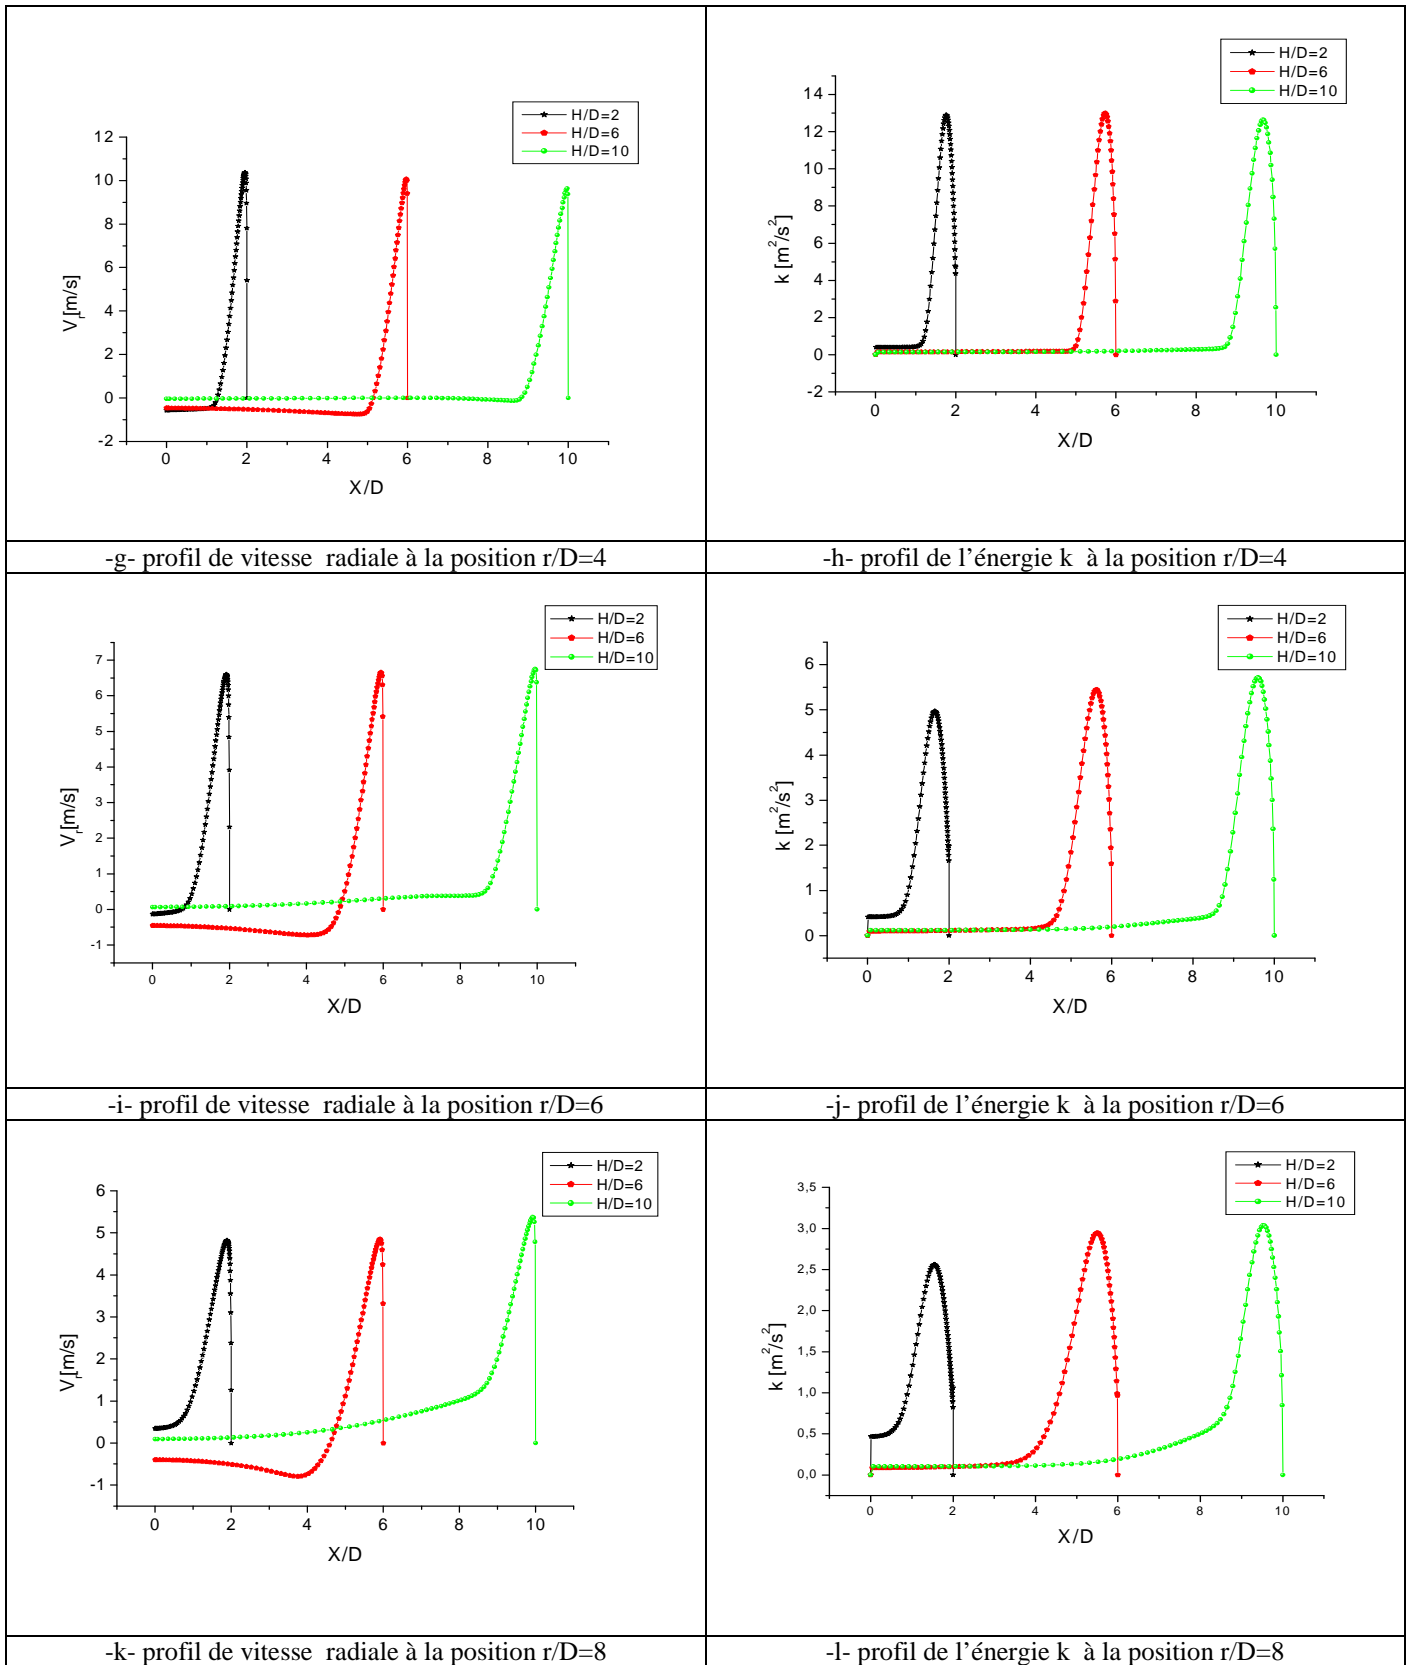 H/D=2
H/D=6
H/D=10
12
10
8
6
4
2
0
-2
0 2 4 6 8 10
V_r[m/s]
X/D
H/D=2
H/D=6
H/D=10
14
12
10
8
6
4
2
0
-2
0 2 4 6 8 10
k [m²/s²]
X/D
-g- profil de vitesse radiale à la position r/D=4
-h- profil de l’énergie k à la position r/D=4
H/D=2
H/D=6
H/D=10
7
6
5
4
3
2
1
0
-1
0 2 4 6 8 10
V_r[m/s]
X/D
H/D=2
H/D=6
H/D=10
6
5
4
3
2
1
0
0 2 4 6 8 10
k [m²/s²]
X/D
-i- profil de vitesse radiale à la position r/D=6
-j- profil de l’énergie k à la position r/D=6
H/D=2
H/D=6
H/D=10
6
5
4
3
2
1
0
-1
0 2 4 6 8 10
V_r[m/s]
X/D
H/D=2
H/D=6
H/D=10
3,5
3,0
2,5
2,0
1,5
1,0
0,5
0,0
0 2 4 6 8 10
k [m²/s²]
X/D
-k- profil de vitesse radiale à la position r/D=8
-l- profil de l’énergie k à la position r/D=8